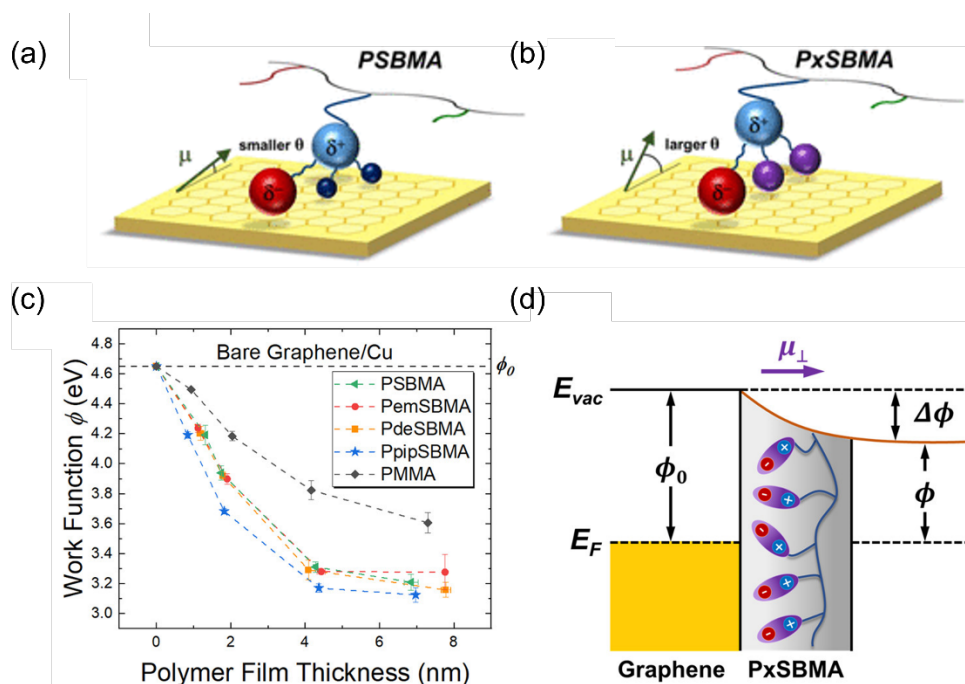 (a)
PSBMA
δ+
smaller θ
μ
δ-
(b)
PxSBMA
δ+
larger θ
μ
δ-
(c)
Work Function ϕ (eV)
4.8
4.6
4.4
4.2
4.0
3.8
3.6
3.4
3.2
3.0
Bare Graphene/Cu
ϕ0
PSBMA
PemSBMA
PdeSBMA
PpipSBMA
PMMA
0 2 4 6 8
Polymer Film Thickness (nm)
(d)
μ⊥
Evac
Δϕ
ϕ0
ϕ
EF
Graphene PxSBMA